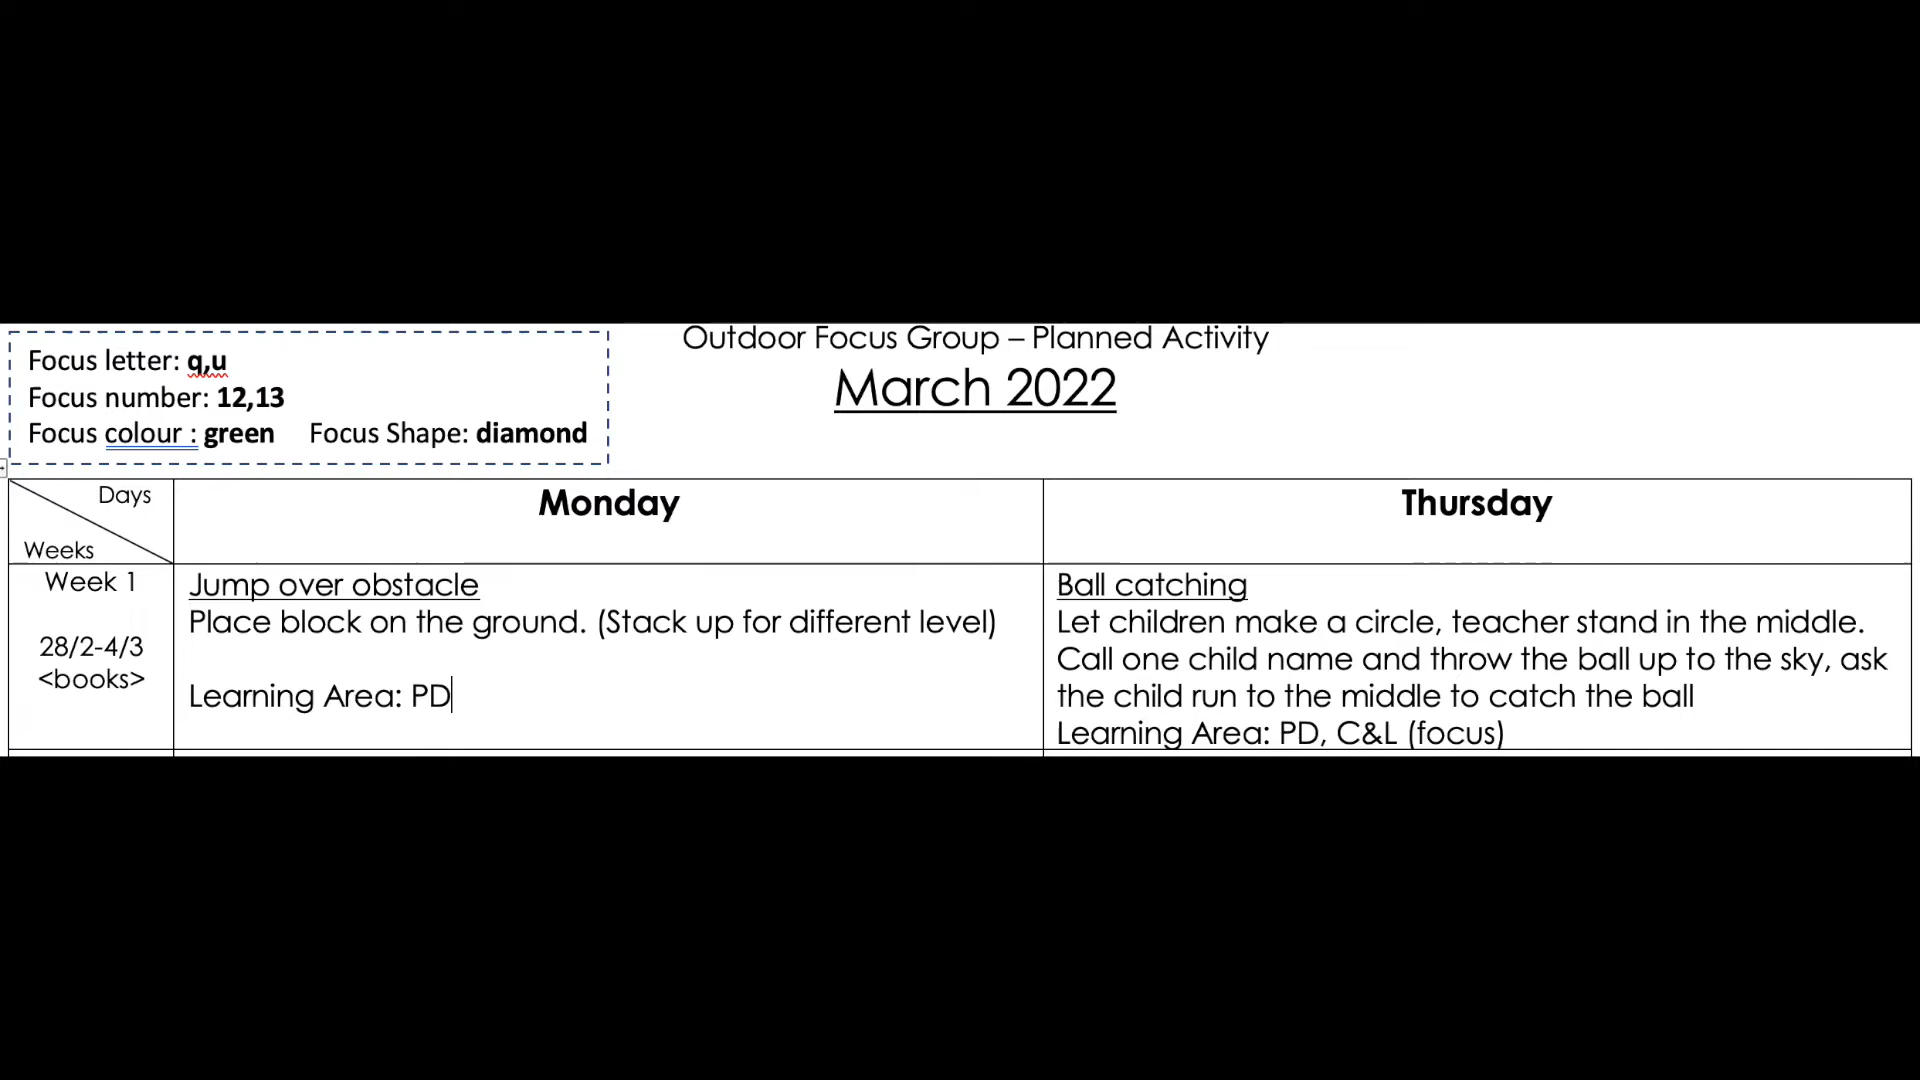 Outdoor Focus Group – Planned Activity
March 2022
Focus letter: q,u
Focus number: 12,13
Focus colour : green Focus Shape: diamond
Days
Weeks
Monday
Thursday
Week 1
28/2-4/3
<books>
Jump over obstacle
Place block on the ground. (Stack up for different level)
Learning Area: PD
Ball catching
Let children make a circle, teacher stand in the middle.
Call one child name and throw the ball up to the sky, ask
the child run to the middle to catch the ball
Learning Area: PD, C&L (focus)